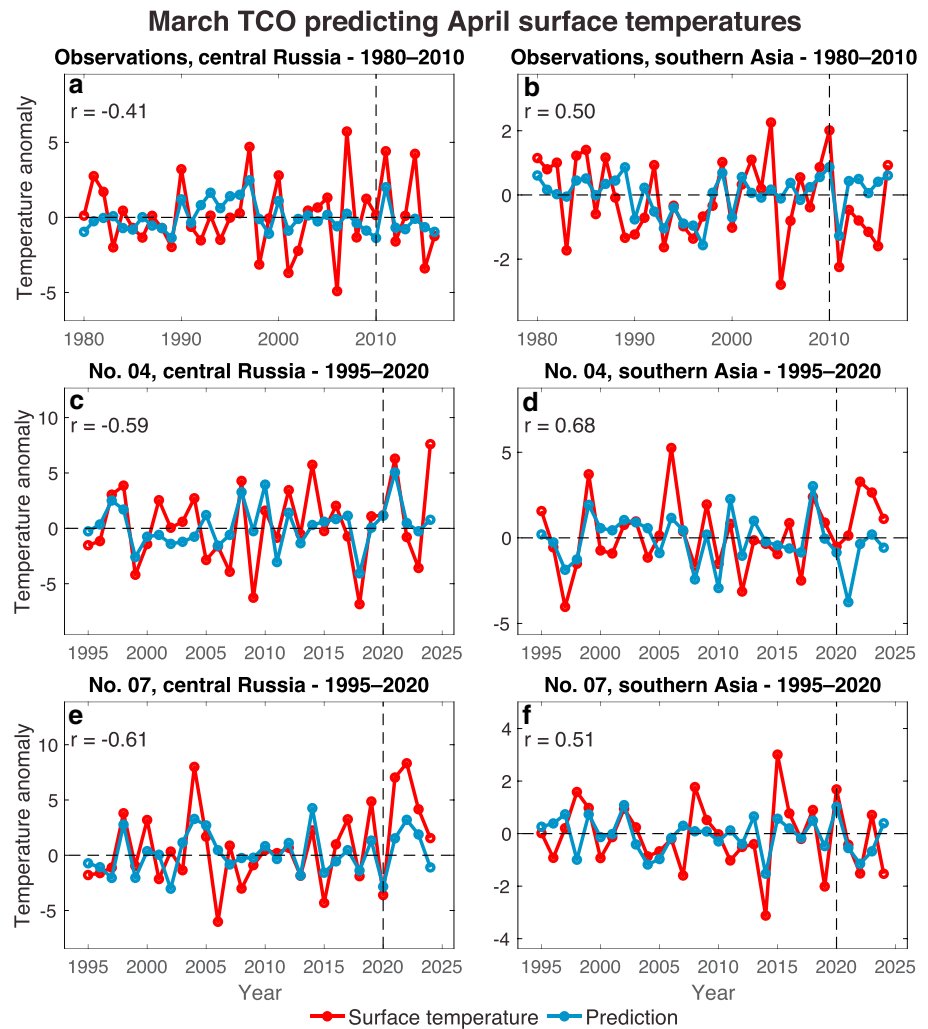 March TCO predicting April surface temperatures
Observations, central Russia - 1980–2010
a
r = -0.41
Temperature anomaly
5
0
-5
1980
1990
2000
2010
Observations, southern Asia - 1980–2010
b
r = 0.50
2
0
-2
1980
1990
2000
2010
No. 04, central Russia - 1995–2020
c
r = -0.59
Temperature anomaly
10
5
0
-5
1995
2000
2005
2010
2015
2020
2025
No. 04, southern Asia - 1995–2020
d
r = 0.68
5
0
-5
1995
2000
2005
2010
2015
2020
2025
No. 07, central Russia - 1995–2020
e
r = -0.61
Temperature anomaly
10
5
0
-5
1995
2000
2005
2010
2015
2020
2025
Year
No. 07, southern Asia - 1995–2020
f
r = 0.51
4
2
0
-2
-4
1995
2000
2005
2010
2015
2020
2025
Year
Surface temperature
Prediction